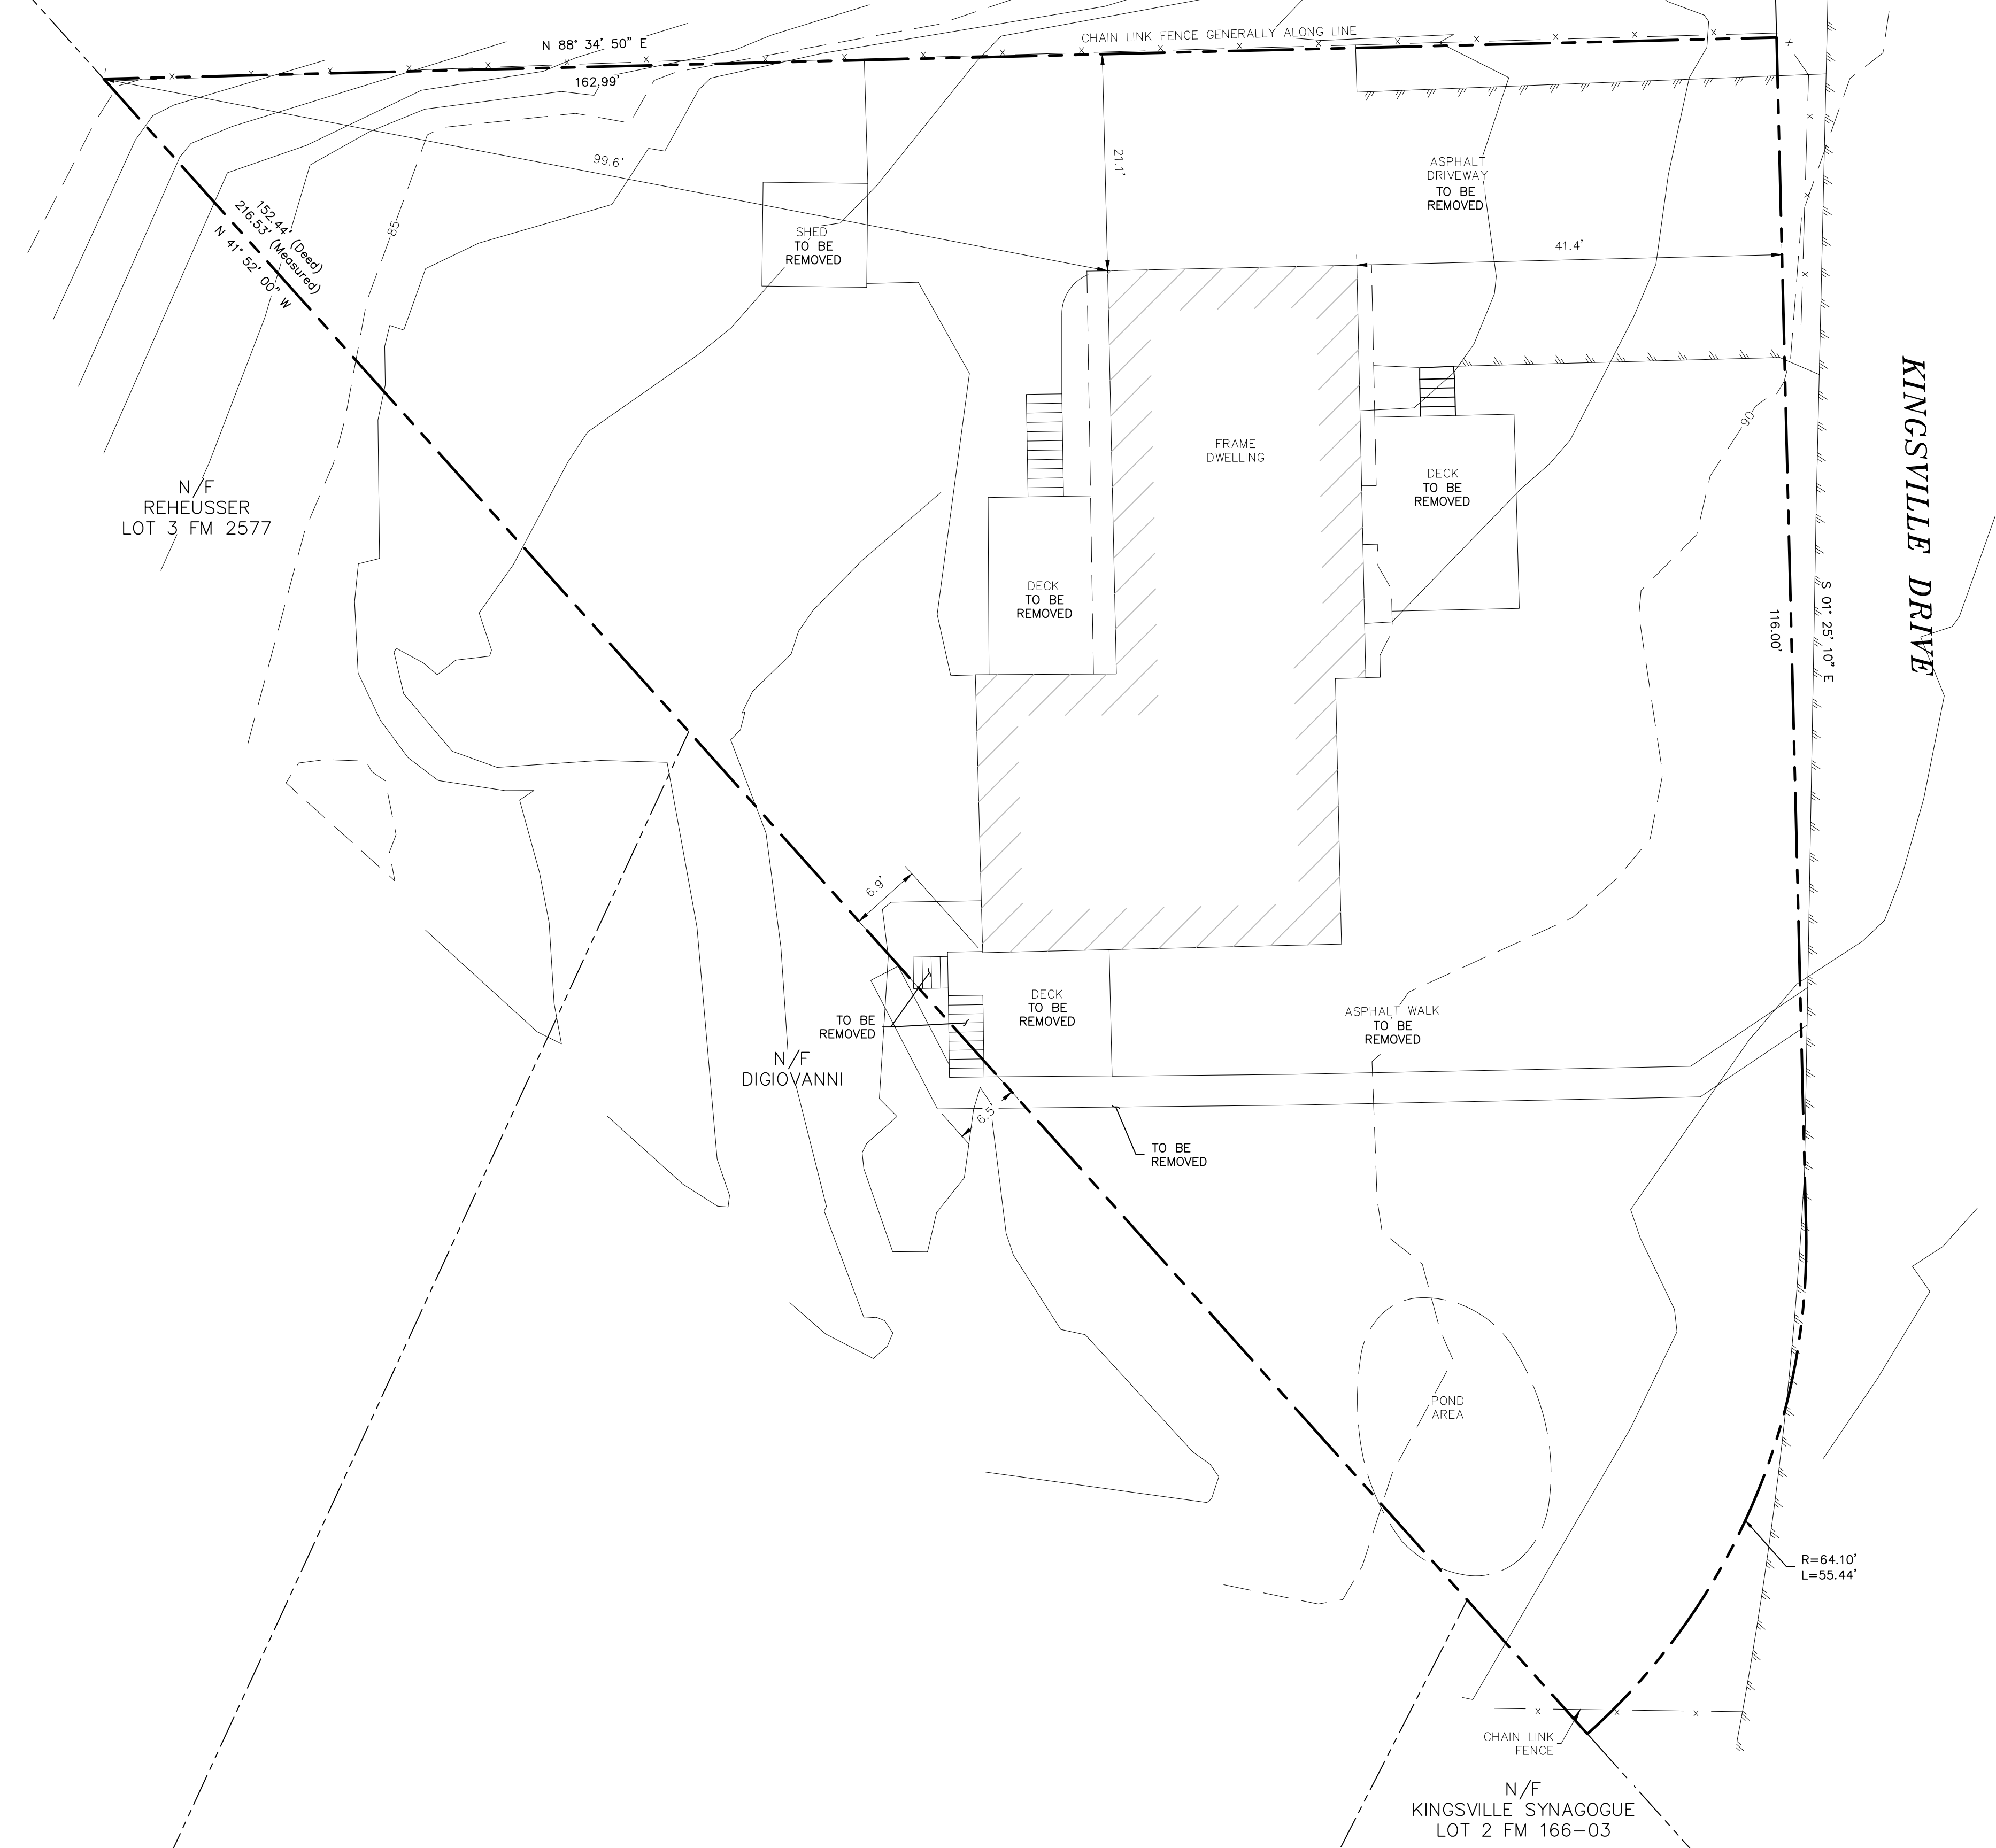 CHAIN LINK FENCE GENERALLY ALONG LINE
N 88° 34' 50" E
162.99'
99.6'
21.1'
ASPHALT
DRIVEWAY
TO BE
REMOVED
152.44' (Deed)
216.53' (Measured)
N 41° 52' 00" W
85
SHED
TO BE
REMOVED
41.4'
KINGSVILLE DRIVE
90
FRAME
DWELLING
DECK
TO BE
REMOVED
N/F
REHEUSSER
LOT 3 FM 2577
DECK
TO BE
REMOVED
S 01° 25' 10" E
116.00'
6.9'
DECK
TO BE
REMOVED
ASPHALT WALK
TO BE
REMOVED
TO BE
REMOVED
N/F
DIGIOVANNI
6.5'
TO BE
REMOVED
POND
AREA
R=64.10'
L=55.44'
CHAIN LINK
FENCE
N/F
KINGSVILLE SYNAGOGUE
LOT 2 FM 166-03